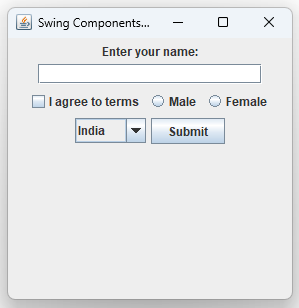 Swing Components...
Enter your name:
I agree to terms Male Female
India Submit